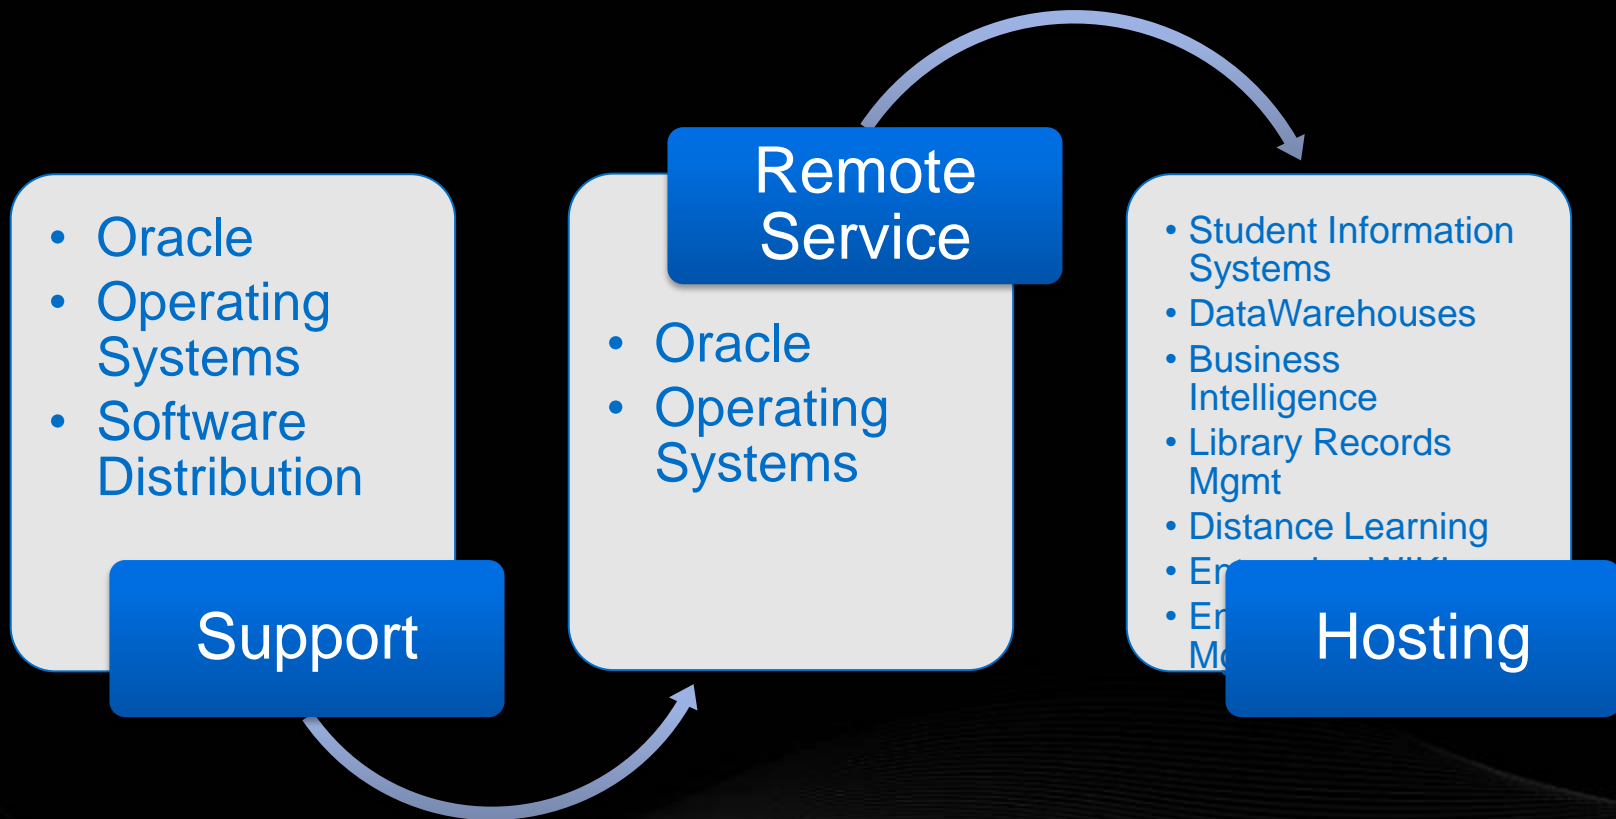 • Oracle
• Operating
Systems
• Software
Distribution
Support
Remote
Service
• Oracle
• Operating
Systems
• Student Information
Systems
• DataWarehouses
• Business
Intelligence
• Library Records
Mgmt
• Distance Learning
Hosting